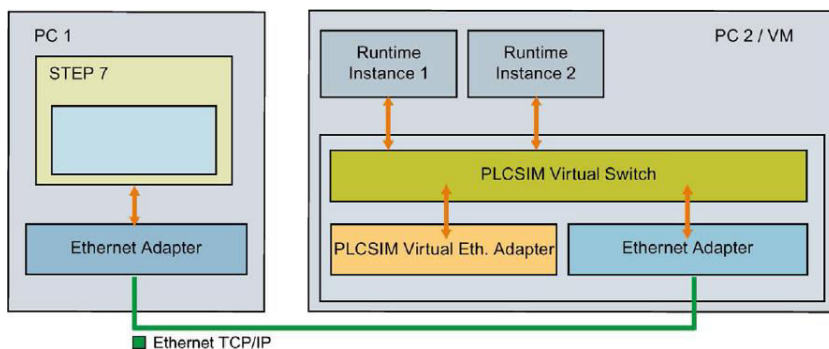 PC 1
STEP 7
Ethernet Adapter
PC 2 / VM
Runtime
Instance 1
Runtime
Instance 2
PLCSIM Virtual Switch
PLCSIM Virtual Eth. Adapter
Ethernet Adapter
Ethernet TCP/IP